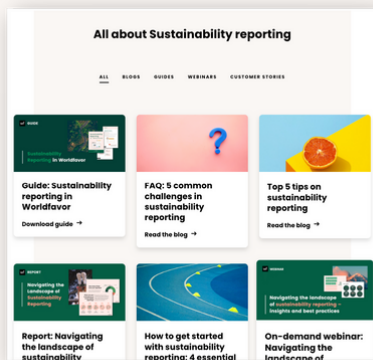 All about Sustainability reporting
ALL BLOGS GUIDES WEBINARS CUSTOMER STORIES
GUIDE
Sustainability
Reporting in Worldfavor
Guide: Sustainability
reporting in
Worldfavor
Download guide →
FAQ: 5 common
challenges in
sustainability
reporting
Read the blog →
Top 5 tips on
sustainability
reporting
Read the blog →
REPORT
Navigating the
Landscape of
Sustainability
Reporting
Report: Navigating
the landscape of
sustainability
How to get started
with sustainability
reporting: 4 essential
WEBINAR
Navigating the landscape
of sustainability reporting –
insights and best practices
On-demand webinar:
Navigating the
Landscape of